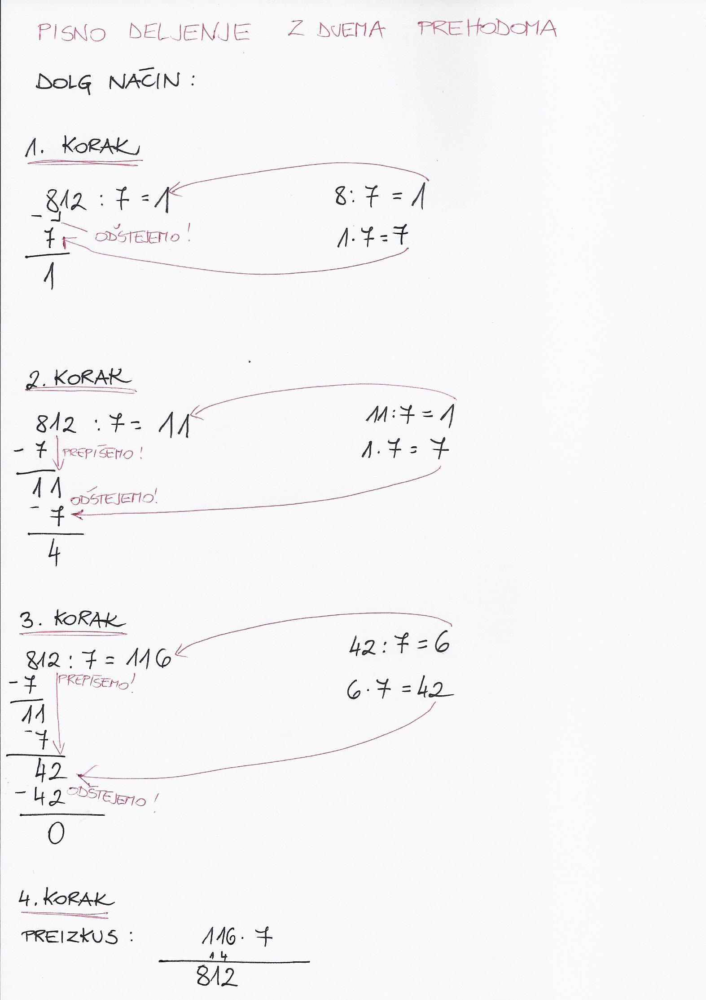 PISNO DELJENJE Z DVEMA PREHODOMA
DOLG NAČIN :
1. KORAK
812 : 7 = 1
8 : 7 = 1
-
7 ODŠTEJEMO!
1 · 7 = 7
1
2. KORAK
812 : 7 = 11
11 : 7 = 1
- 7 PREPIŠEMO!
1 · 7 = 7
11
ODŠTEJEMO!
- 7
4
3. KORAK
812 : 7 = 116
42 : 7 = 6
- 7 PREPIŠEMO!
6 · 7 = 42
11
- 7
42
- 42 ODŠTEJEMO!
0
4. KORAK
PREIZKUS : 116 · 7
1 4
812